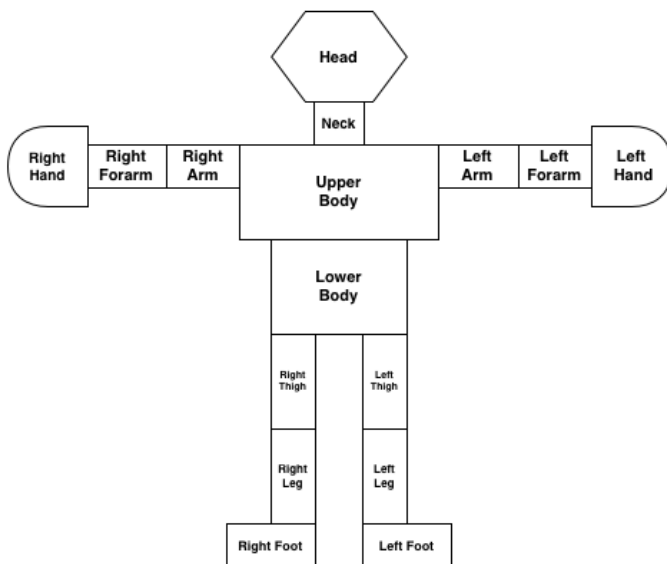 Head
Neck
Right
Hand
Right
Forarm
Right
Arm
Upper
Body
Left
Arm
Left
Forarm
Left
Hand
Lower
Body
Right
Thigh
Left
Thigh
Right
Leg
Left
Leg
Right Foot
Left Foot